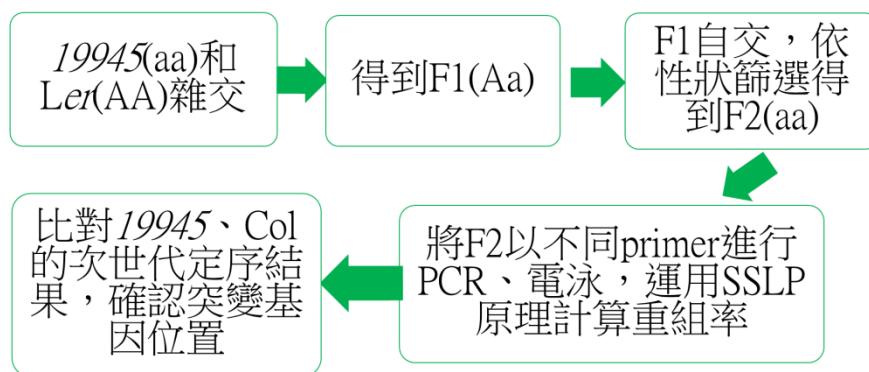 19945(aa)和
Ler(AA)雜交
得到F1(Aa)
F1自交，依
性狀篩選得
到F2(aa)
將F2以不同primer進行
PCR、電泳，運用SSLP
原理計算重組率
比對19945、Col
的次世代定序結
果，確認突變基
因位置